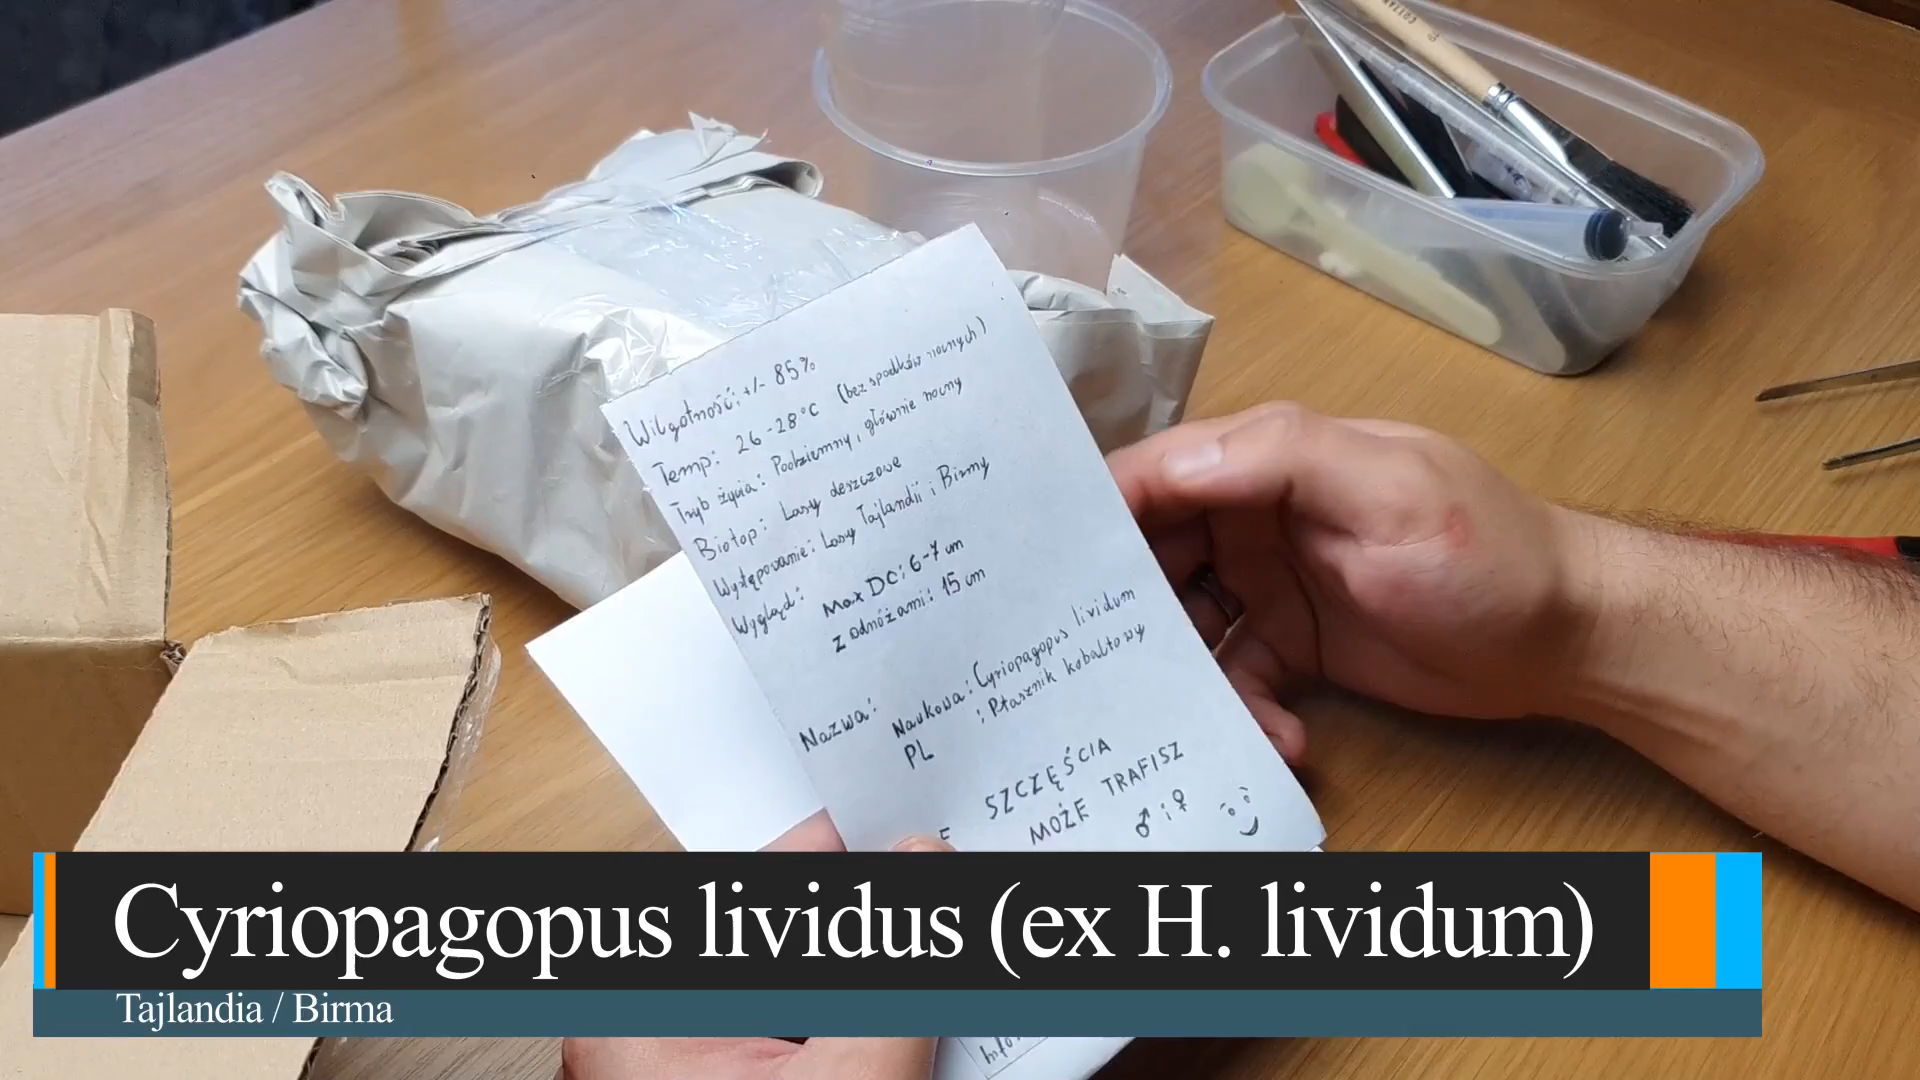 Wilgotność: +/- 85%
Temp: 26-28°C (bez spadków nocnych)
Tryb życia: Podziemny, głównie nocny
Biotop: Lasy deszczowe
Występowanie: Lasy Tajlandii i Birmy
Wygląd: Max DC: 6-7 cm
z odnóżami: 15 cm
Nazwa: Naukowa: Cyriopagopus lividum
PL : Ptasznik kobaltowy
SZCZĘŚCIA
MOŻE TRAFISZ
♂ i ♀
Cyriopagopus lividus (ex H. lividum)
Tajlandia / Birma